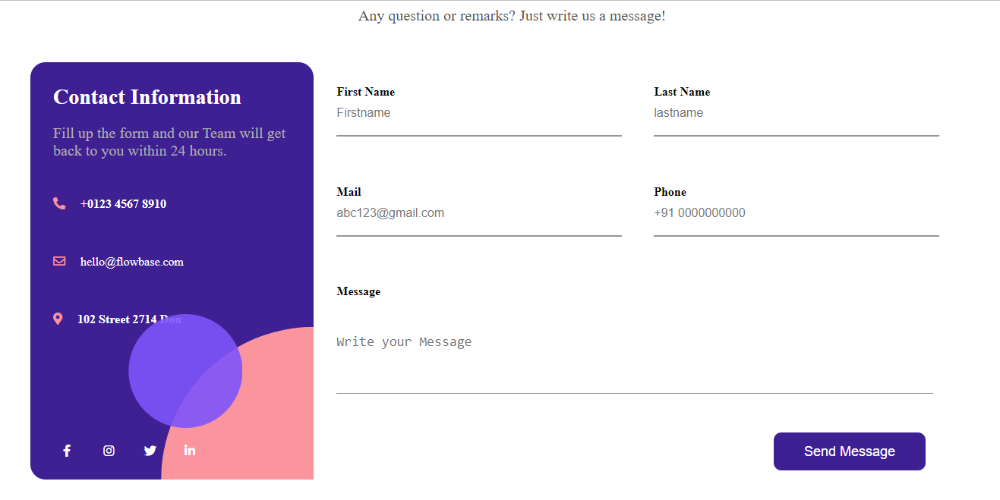 Any question or remarks? Just write us a message!
Contact Information
Fill up the form and our Team will get
back to you within 24 hours.
+0123 4567 8910
hello@flowbase.com
102 Street 2714 Don
First Name
Firstname
Last Name
lastname
Mail
abc123@gmail.com
Phone
+91 0000000000
Message
Write your Message
Send Message